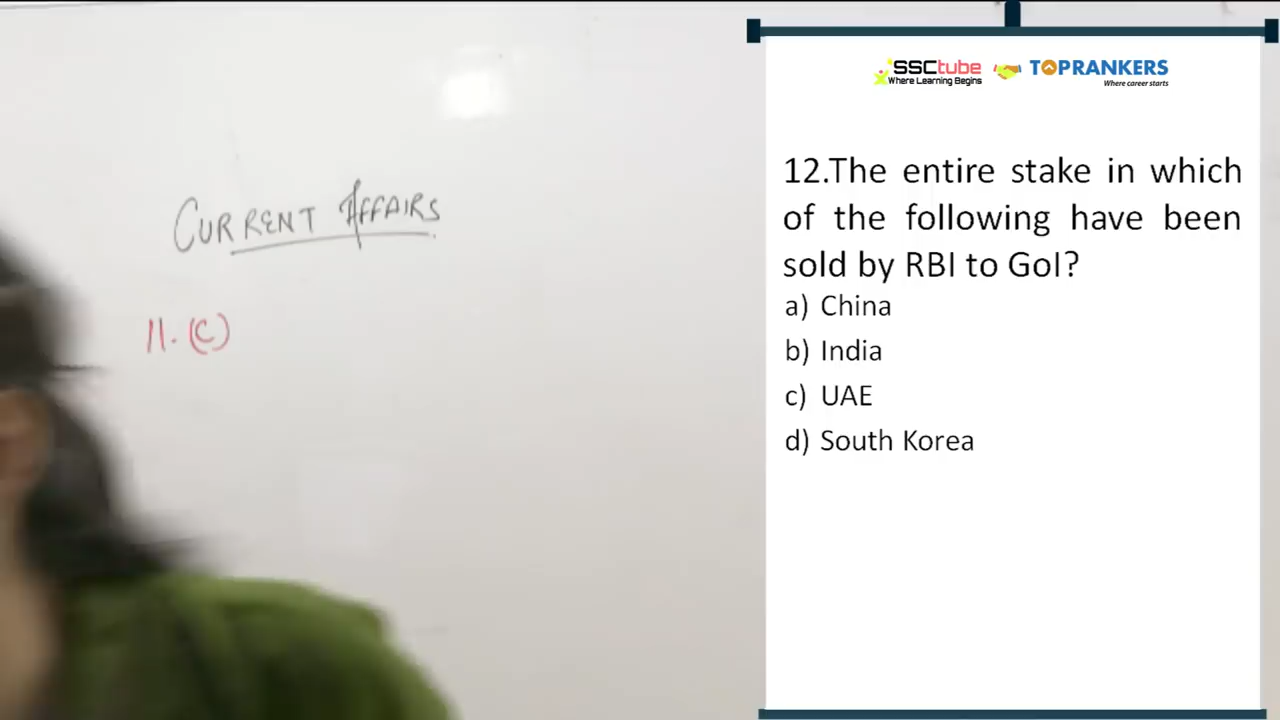 CURRENT AFFAIRS
11. (C)
SSCtube
Where Learning Begins
TOPRANKERS
Where career starts
12.The entire stake in which
of the following have been
sold by RBI to GoI?
a) China
b) India
c) UAE
d) South Korea